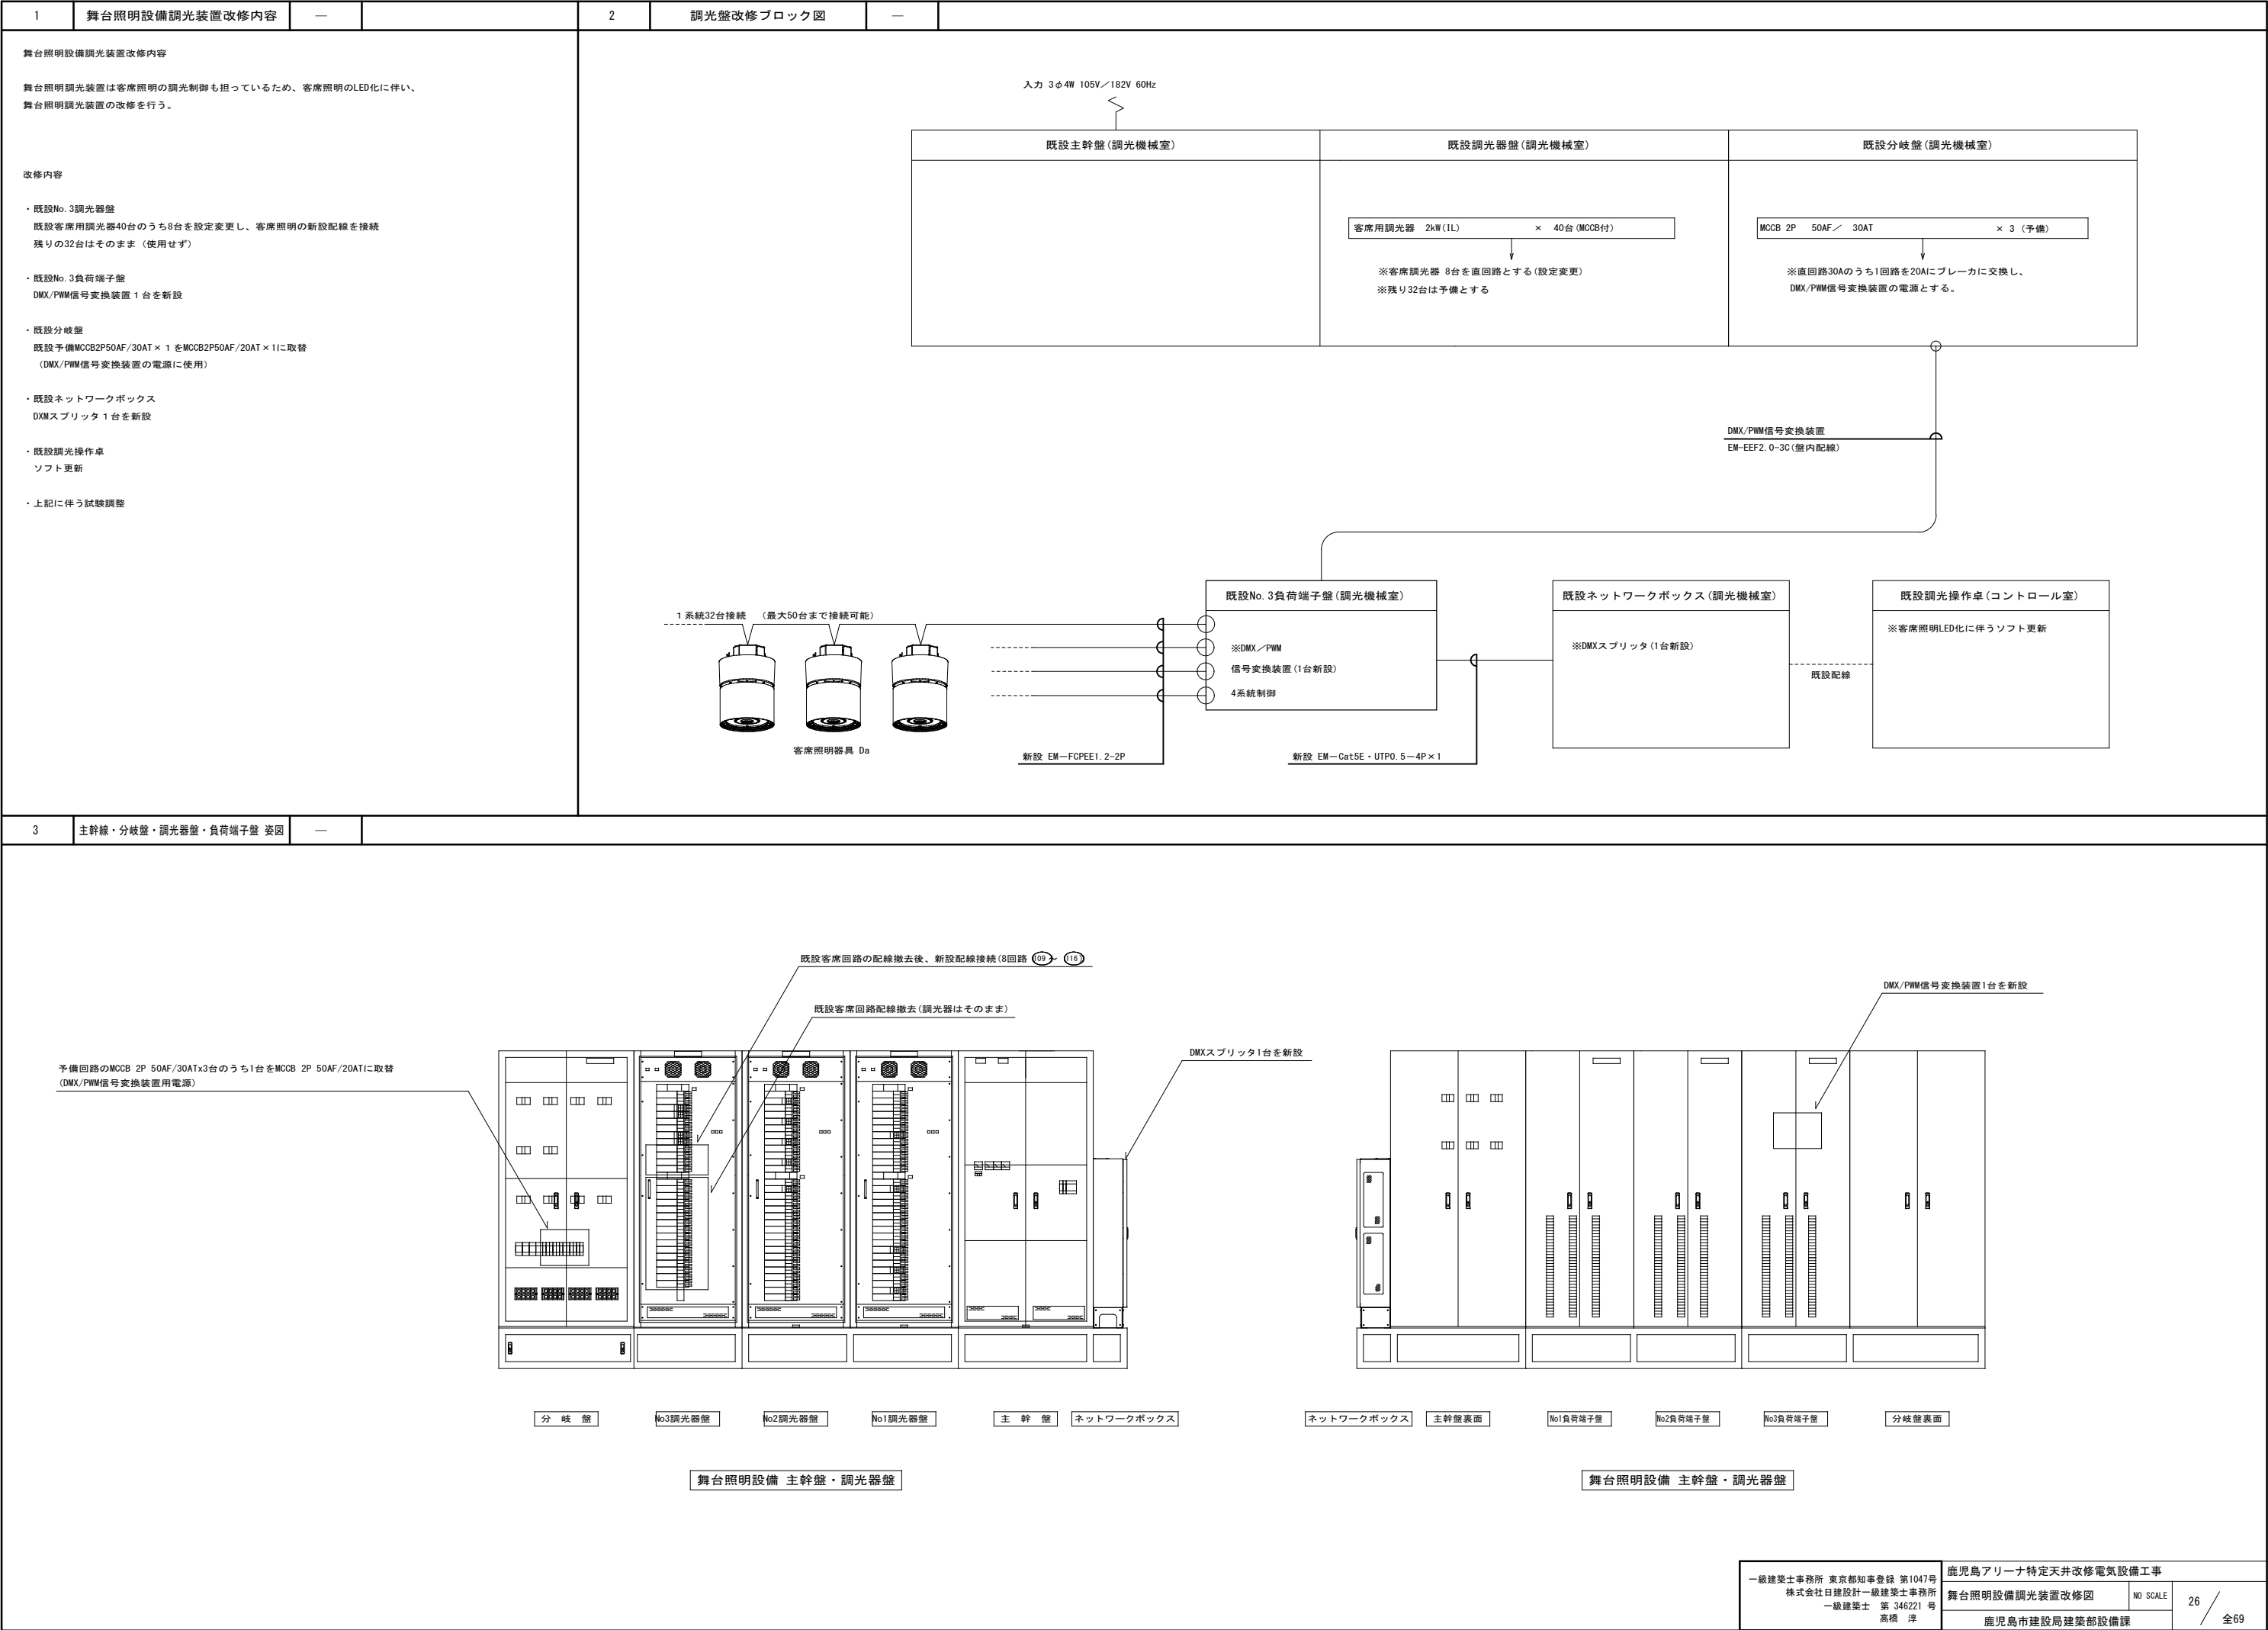 1 舞台照明設備調光装置改修内容 ―
舞台照明設備調光装置改修内容
舞台照明調光装置は客席照明の調光制御も担っているため、客席照明のLED化に伴い、
舞台照明調光装置の改修を行う。
改修内容
・既設No.3調光器盤
既設客席用調光器40台のうち8台を設定変更し、客席照明の新設配線を接続
残りの32台はそのまま（使用せず）
・既設No.3負荷端子盤
DMX/PWM信号変換装置１台を新設
・既設分岐盤
既設予備MCCB2P50AF/30AT×１をMCCB2P50AF/20AT×1に取替
（DMX/PWM信号変換装置の電源に使用）
・既設ネットワークボックス
DXMスプリッタ１台を新設
・既設調光操作卓
ソフト更新
・上記に伴う試験調整
2 調光盤改修ブロック図 ―
入力 3φ4W 105V／182V 60Hz
既設主幹盤(調光機械室) 既設調光器盤(調光機械室) 既設分岐盤(調光機械室)
客席用調光器 2kW(IL) × 40台(MCCB付)
※客席調光器 8台を直回路とする(設定変更)
※残り32台は予備とする
MCCB 2P 50AF／ 30AT × 3 (予備)
※直回路30Aのうち1回路を20Aにブレーカに交換し、
DMX/PWM信号変換装置の電源とする。
DMX/PWM信号変換装置
EM-EEF2.0-3C(盤内配線)
1系統32台接続 (最大50台まで接続可能)
客席照明器具 Da
既設No.3負荷端子盤(調光機械室)
※DMX／PWM
信号変換装置(1台新設)
4系統制御
新設 EM－FCPEE1.2-2P
新設 EM－Cat5E・UTP0.5－4P×1
既設ネットワークボックス(調光機械室)
※DMXスプリッタ(1台新設)
既設配線
既設調光操作卓(コントロール室)
※客席照明LED化に伴うソフト更新
3 主幹線・分岐盤・調光器盤・負荷端子盤 姿図 ―
既設客席回路の配線撤去後、新設配線接続(8回路 109～ 116)
既設客席回路配線撤去(調光器はそのまま)
予備回路のMCCB 2P 50AF/30ATx3台のうち1台をMCCB 2P 50AF/20ATに取替
(DMX/PWM信号変換装置用電源)
DMXスプリッタ1台を新設
DMX/PWM信号変換装置1台を新設
分 岐 盤 No3調光器盤 No2調光器盤 No1調光器盤 主 幹 盤 ネットワークボックス
ネットワークボックス 主幹盤裏面 No1負荷端子盤 No2負荷端子盤 No3負荷端子盤 分岐盤裏面
舞台照明設備 主幹盤・調光器盤
舞台照明設備 主幹盤・調光器盤
一級建築士事務所 東京都知事登録 第1047号
株式会社日建設計一級建築士事務所
一級建築士 第 346221 号
高橋 淳
鹿児島アリーナ特定天井改修電気設備工事
舞台照明設備調光装置改修図 NO SCALE
鹿児島市建設局建築部設備課
26／全69